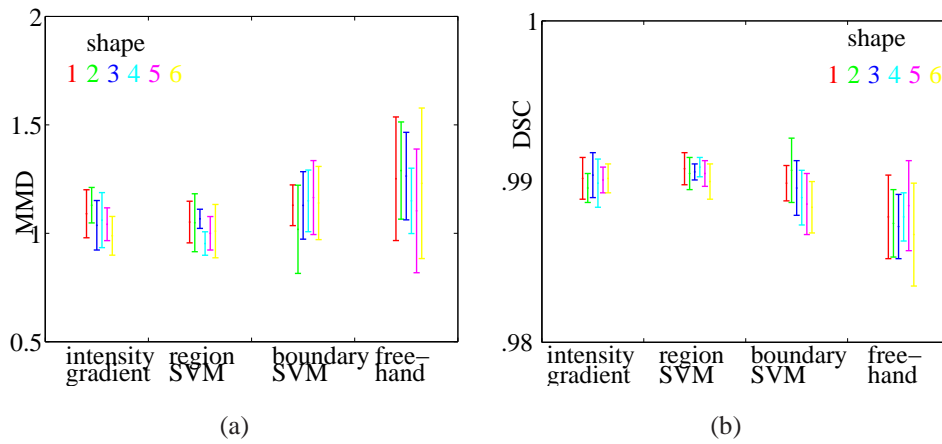 2
shape
1 2 3 4 5 6
1.5
MMD
1
0.5
intensity gradient
region SVM
boundary SVM
free-hand
(a)
1
shape
1 2 3 4 5 6
DSC
.99
.98
intensity gradient
region SVM
boundary SVM
free-hand
(b)